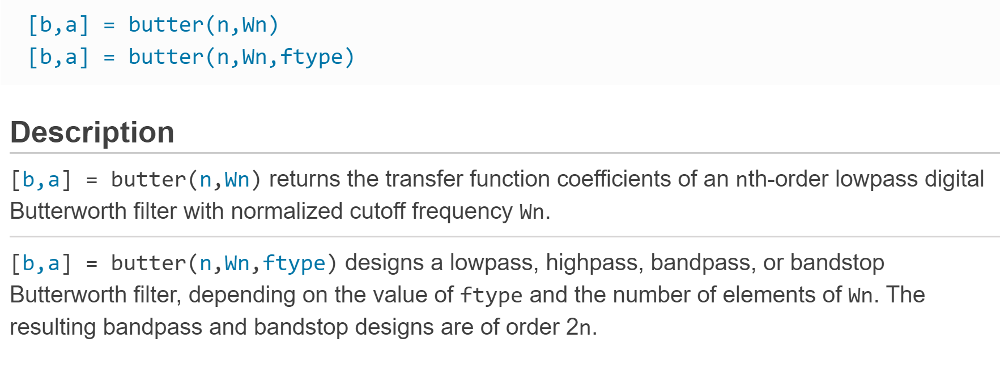 [b,a] = butter(n,Wn)
[b,a] = butter(n,Wn,ftype)
Description
[b,a] = butter(n,Wn) returns the transfer function coefficients of an nth-order lowpass digital
Butterworth filter with normalized cutoff frequency Wn.
[b,a] = butter(n,Wn,ftype) designs a lowpass, highpass, bandpass, or bandstop
Butterworth filter, depending on the value of ftype and the number of elements of Wn. The
resulting bandpass and bandstop designs are of order 2n.